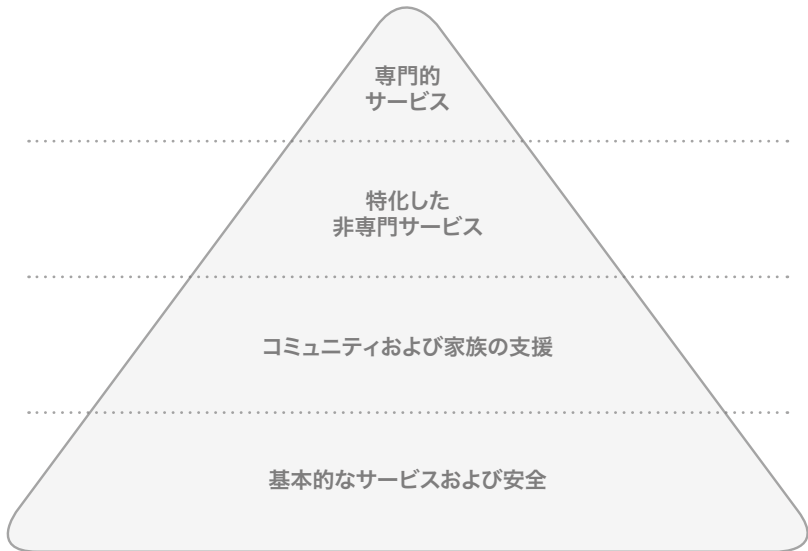 専門的
サービス
特化した
非専門サービス
コミュニティおよび家族の支援
基本的なサービスおよび安全